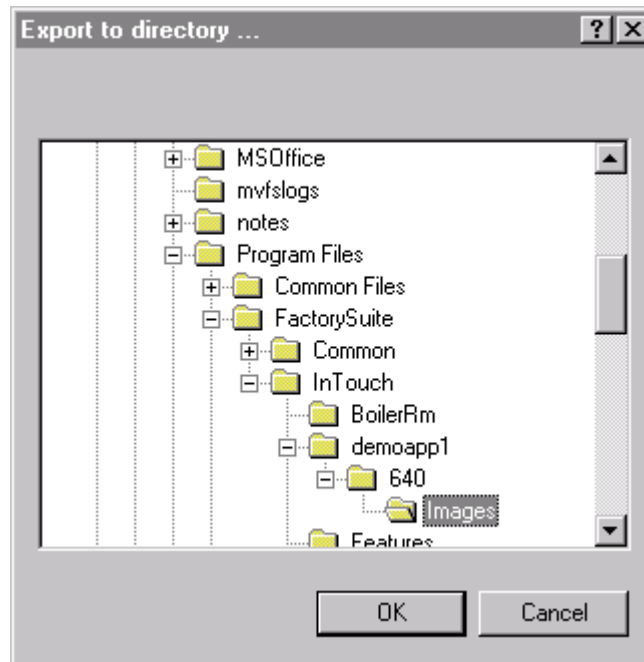 Export to directory ...
MSOffice
mvfslogs
notes
Program Files
Common Files
FactorySuite
Common
InTouch
BoilerRm
demoapp1
640
Images
Features
OK
Cancel